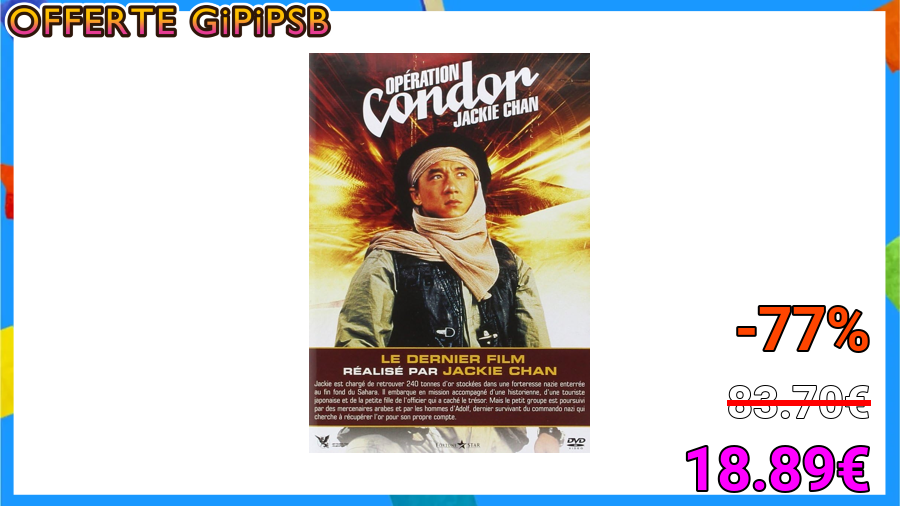 OFFERTE GiPiPSB
OPÉRATION
Condor
JACKIE CHAN
LE DERNIER FILM
RÉALISÉ PAR JACKIE CHAN
Jackie est chargé de retrouver 240 tonnes d'or stockées dans une forteresse nazie enterrée
au fin fond du Sahara. Il embarque en mission accompagné d'une historienne, d'une touriste
japonaise et de la petite fille de l'officier qui a caché le trésor. Mais le petit groupe est poursuivi
par des mercenaires arabes et par les hommes d'Adolf, dernier survivant du commando nazi qui
cherche à récupérer l'or pour son propre compte.
STAR
DVD
VIDEO
-77%
83.70€
18.89€